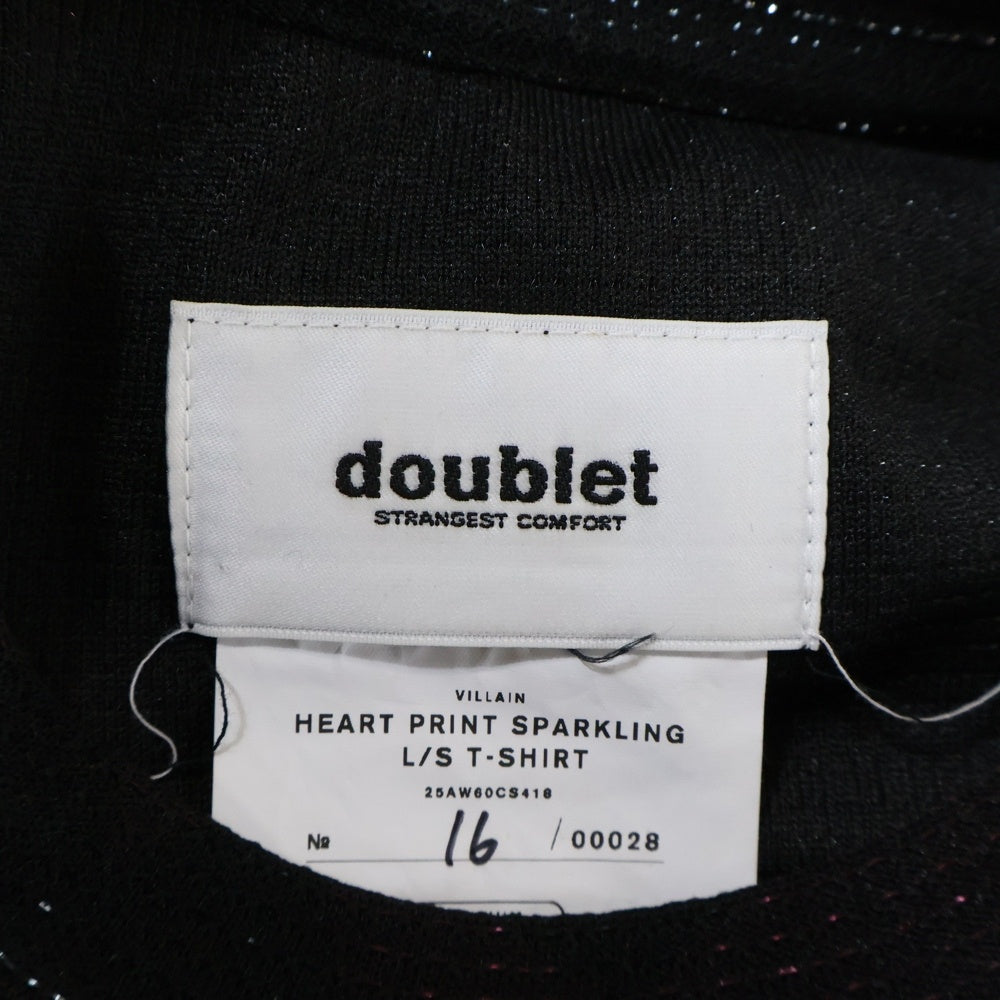 doublet
STRANGEST COMFORT
VILLAIN
HEART PRINT SPARKLING
L/S T-SHIRT
25AW60CS418
№ 16 /00028